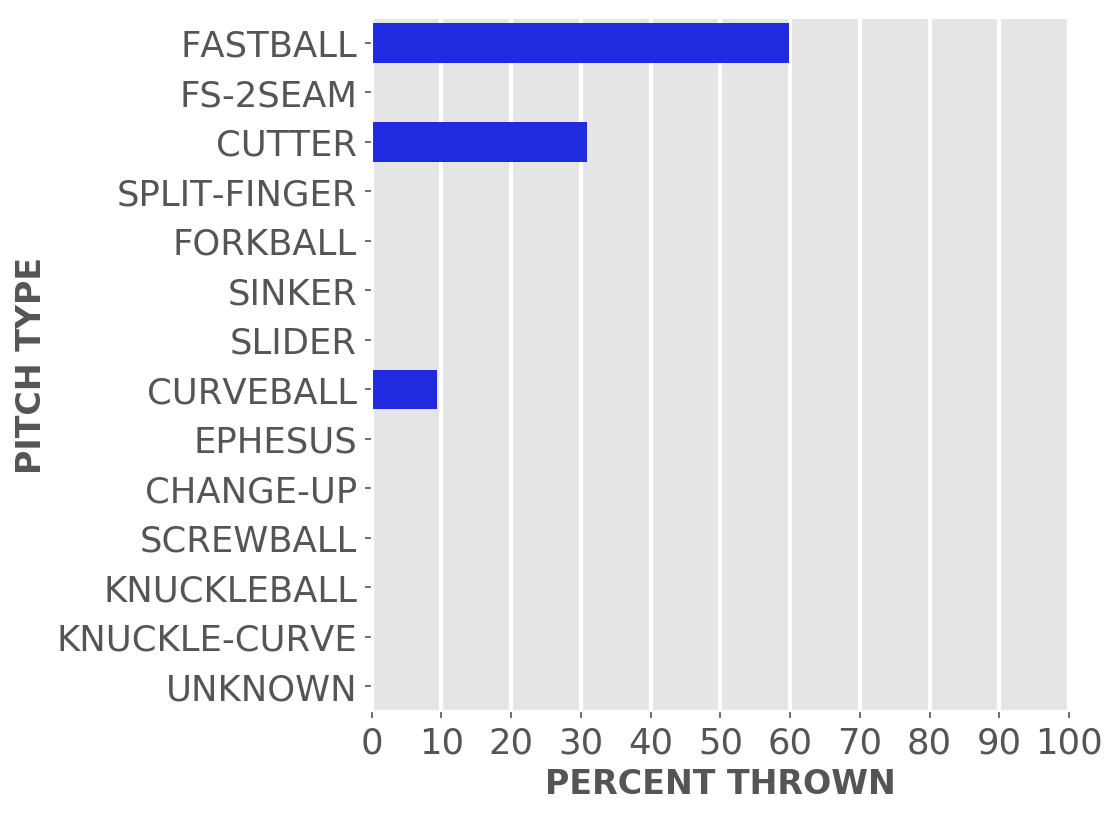 FASTBALL
FS-2SEAM
CUTTER
SPLIT-FINGER
FORKBALL
SINKER
SLIDER
CURVEBALL
EPHESUS
CHANGE-UP
SCREWBALL
KNUCKLEBALL
KNUCKLE-CURVE
UNKNOWN
PITCH TYPE
0 10 20 30 40 50 60 70 80 90 100
PERCENT THROWN